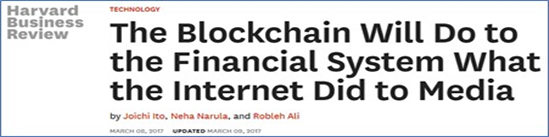 Harvard
Business
Review
TECHNOLOGY
The Blockchain Will Do to
the Financial System What
the Internet Did to Media
by Joichi Ito, Neha Narula, and Robleh Ali
MARCH 08, 2017 UPDATED MARCH 09, 2017